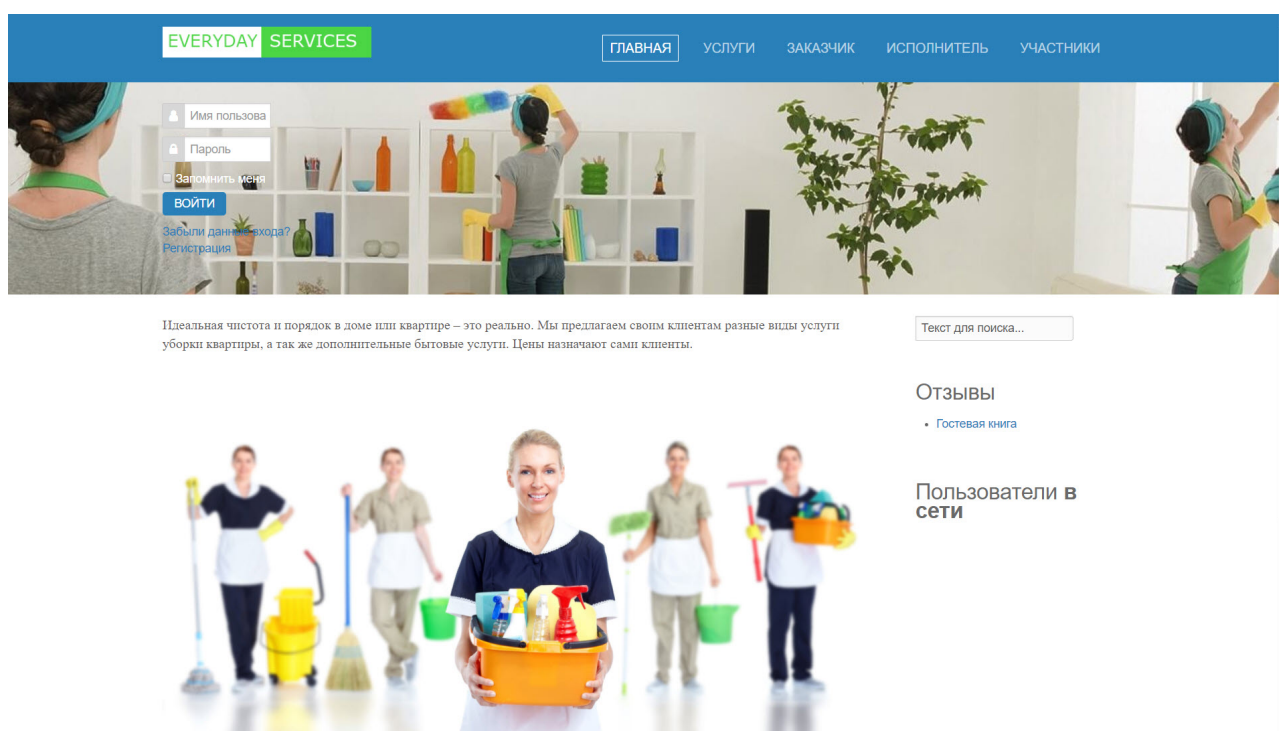 EVERYDAY SERVICES
ГЛАВНАЯ УСЛУГИ ЗАКАЗЧИК ИСПОЛНИТЕЛЬ УЧАСТНИКИ
Имя пользова
Пароль
Запомнить меня
ВОЙТИ
Забыли данные входа?
Регистрация
Идеальная чистота и порядок в доме или квартире – это реально. Мы предлагаем своим клиентам разные виды услуги
уборки квартиры, а так же дополнительные бытовые услуги. Цены назначают сами клиенты.
Текст для поиска...
Отзывы
Гостевая книга
Пользователи в
сети